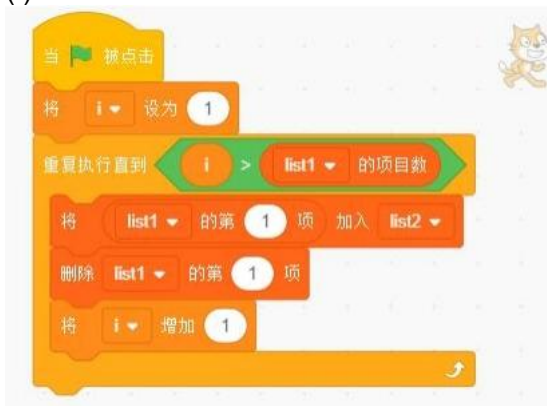 ( )
当 被点击
将 i 设为 1
重复执行直到 i > list1 的项目数
将 list1 的第 1 项 加入 list2
删除 list1 的第 1 项
将 i 增加 1